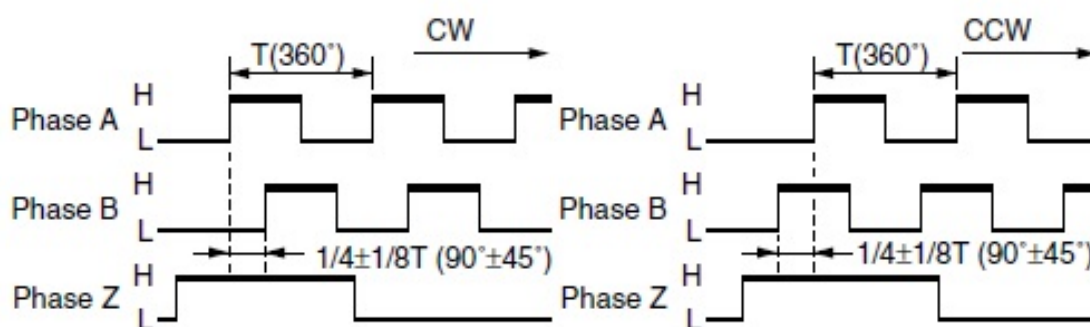 CW
T(360°)
H
Phase A
L
H
Phase B
L
1/4±1/8T (90°±45°)
H
Phase Z
L
CCW
T(360°)
H
Phase A
L
H
Phase B
L
1/4±1/8T (90°±45°)
H
Phase Z
L